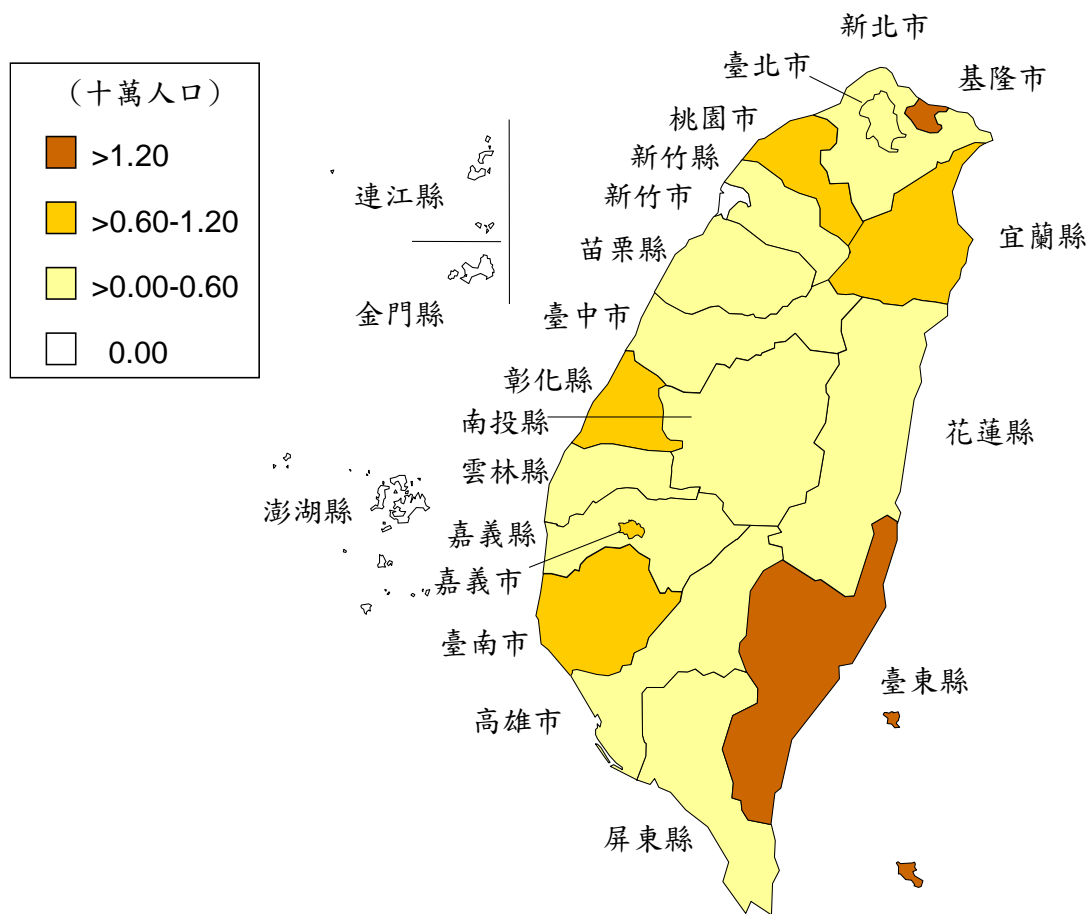 （十萬人口）
>1.20
>0.60-1.20
>0.00-0.60
0.00
新北市
臺北市
基隆市
桃園市
新竹縣
新竹市
連江縣
苗栗縣
宜蘭縣
金門縣
臺中市
彰化縣
南投縣
花蓮縣
雲林縣
澎湖縣
嘉義縣
嘉義市
臺南市
臺東縣
高雄市
屏東縣